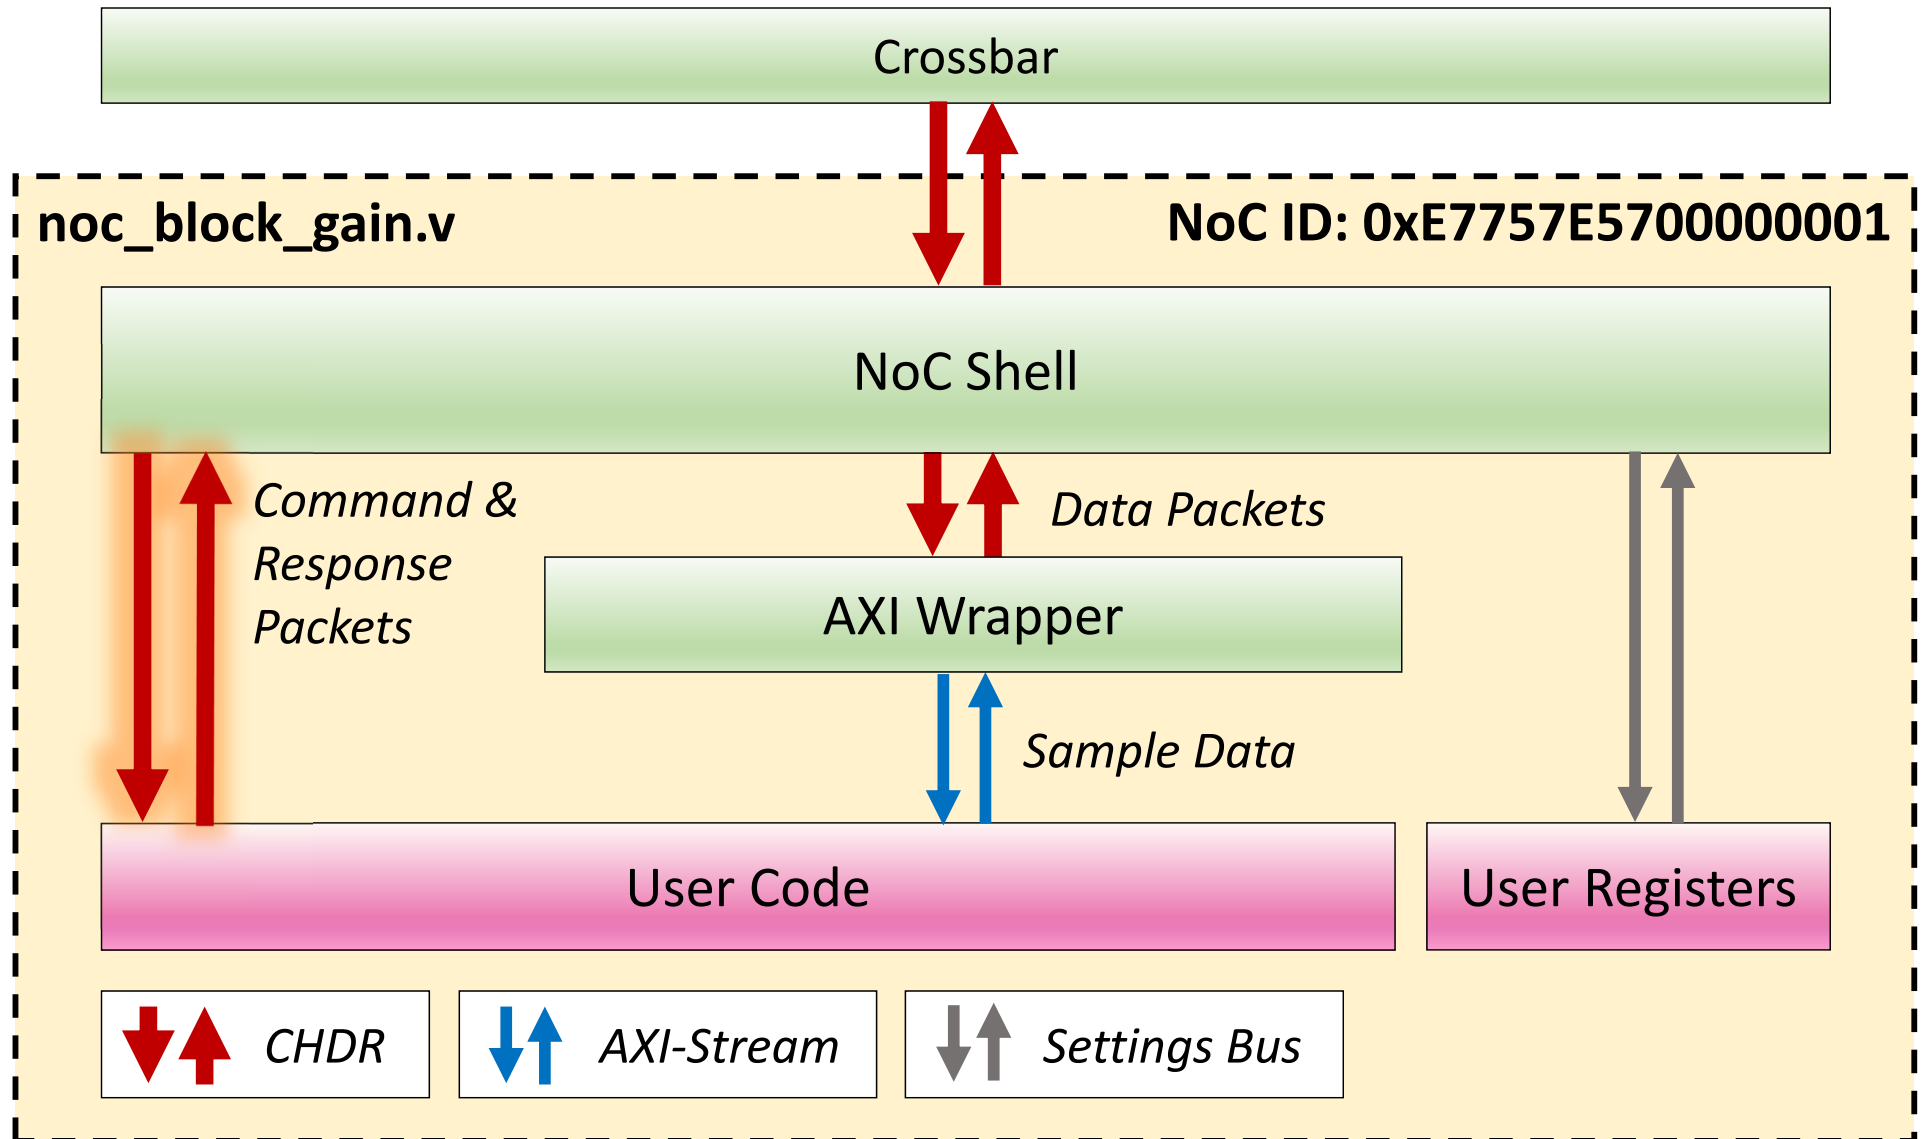 Crossbar
noc_block_gain.v
NoC ID: 0xE7757E5700000001
NoC Shell
Command &
Response
Packets
Data Packets
AXI Wrapper
Sample Data
User Code
User Registers
CHDR
AXI-Stream
Settings Bus